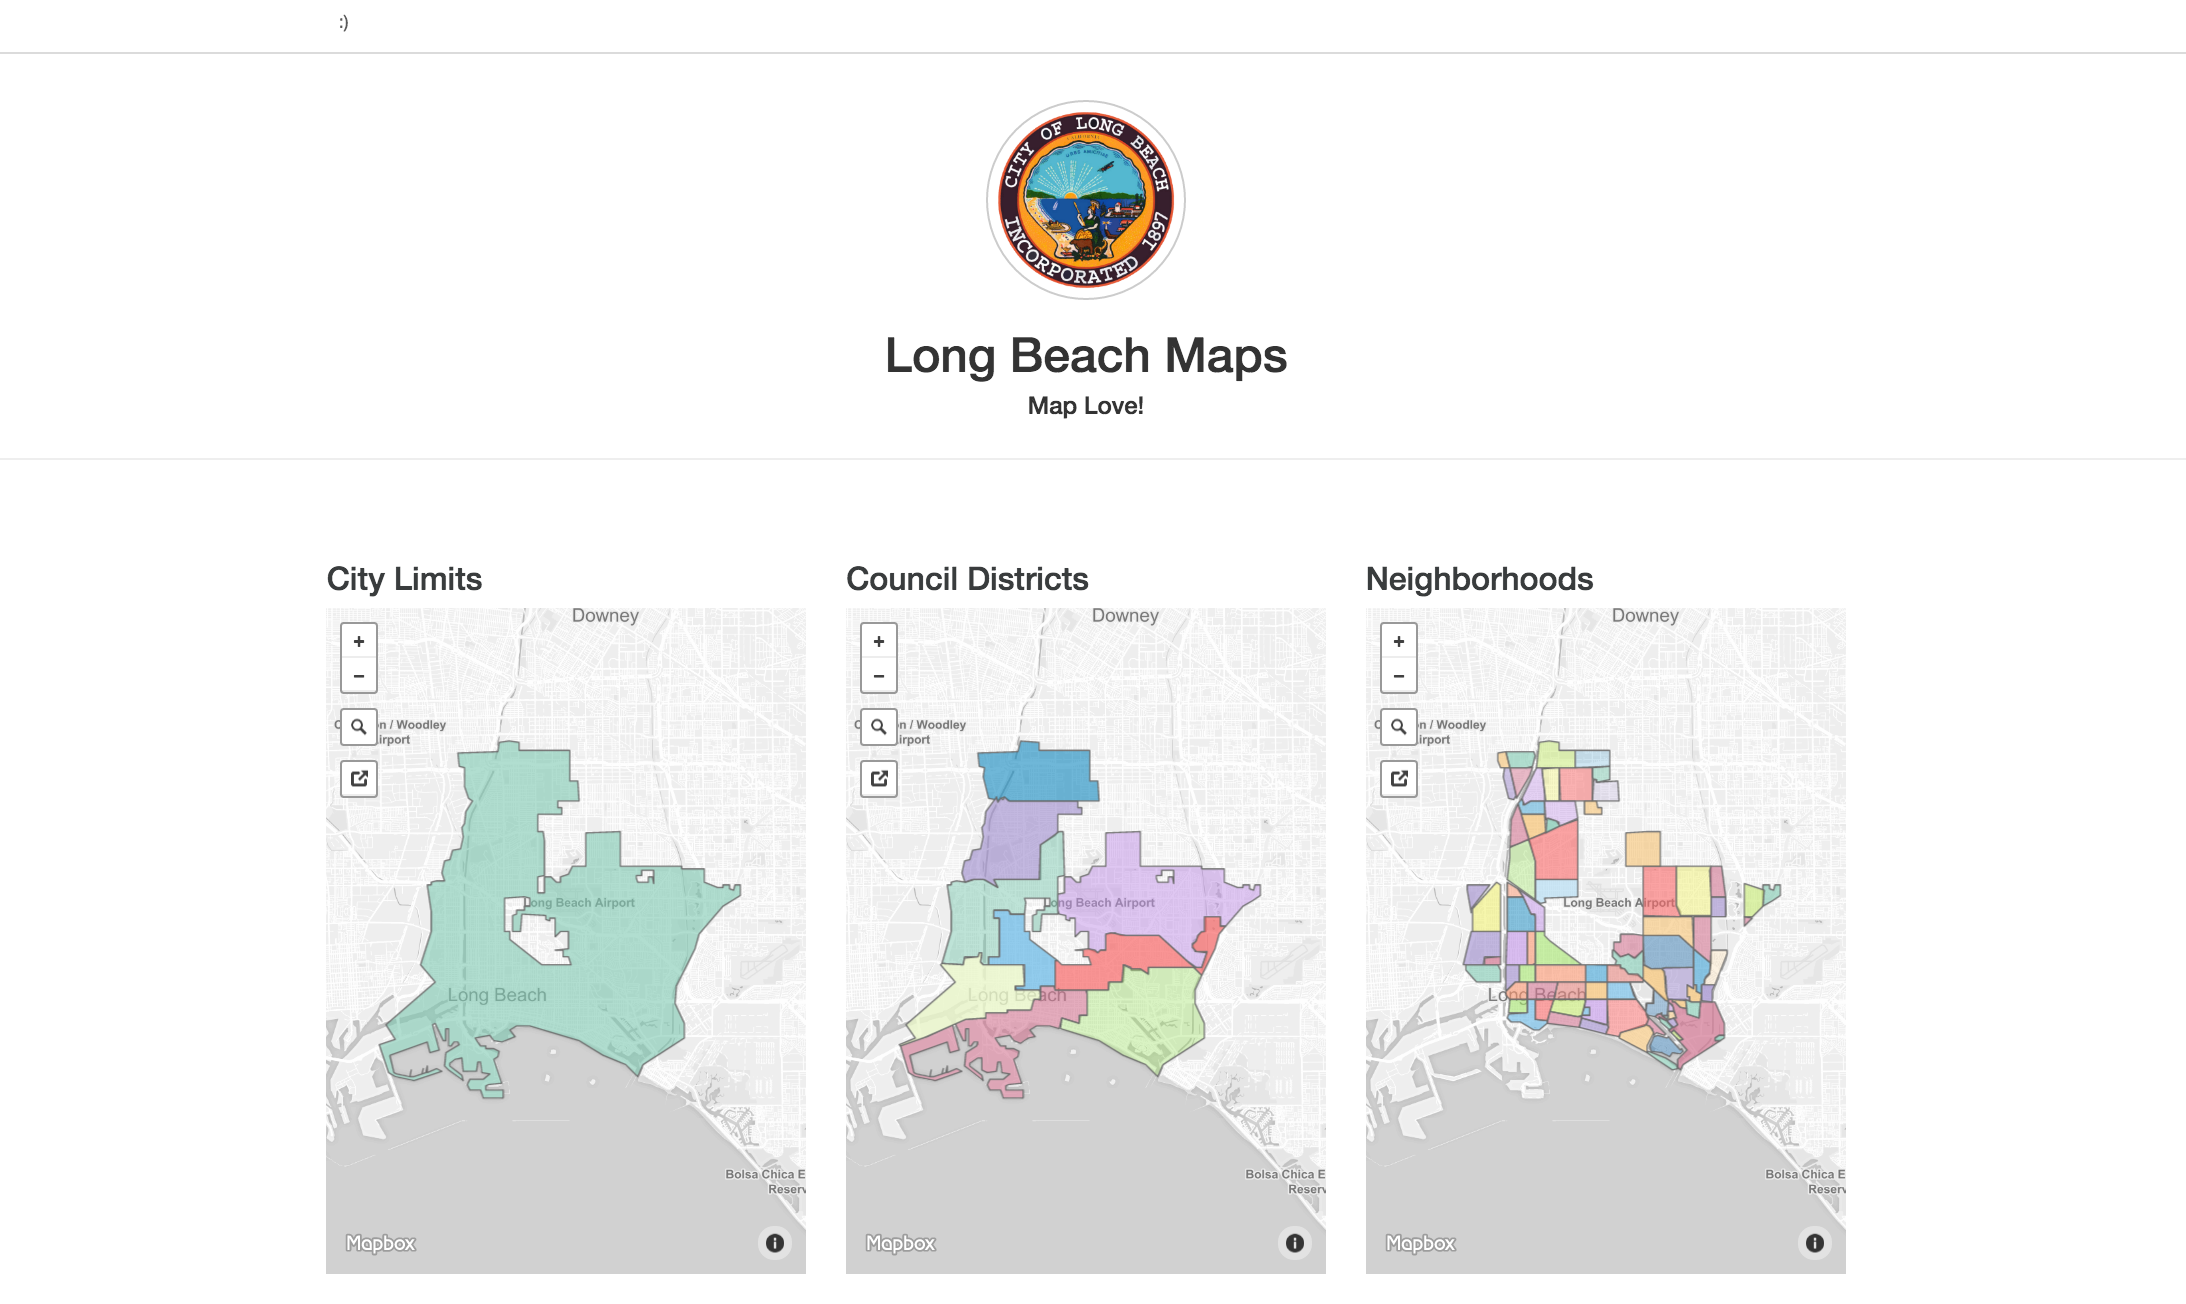 :)
CITY OF LONG BEACH
INCORPORATED 1897
Long Beach Maps
Map Love!
City Limits
Council Districts
Neighborhoods
Downey
+
−
n / Woodley
irport
Long Beach Airport
Long Beach
Bolsa Chica E
Reserv
Mapbox
i
Downey
+
−
n / Woodley
irport
ong Beach Airport
Long Beach
Bolsa Chica E
Reserv
Mapbox
i
Downey
+
−
n / Woodley
irport
Long Beach Airport
Long Beach
Bolsa Chica E
Reserv
Mapbox
i